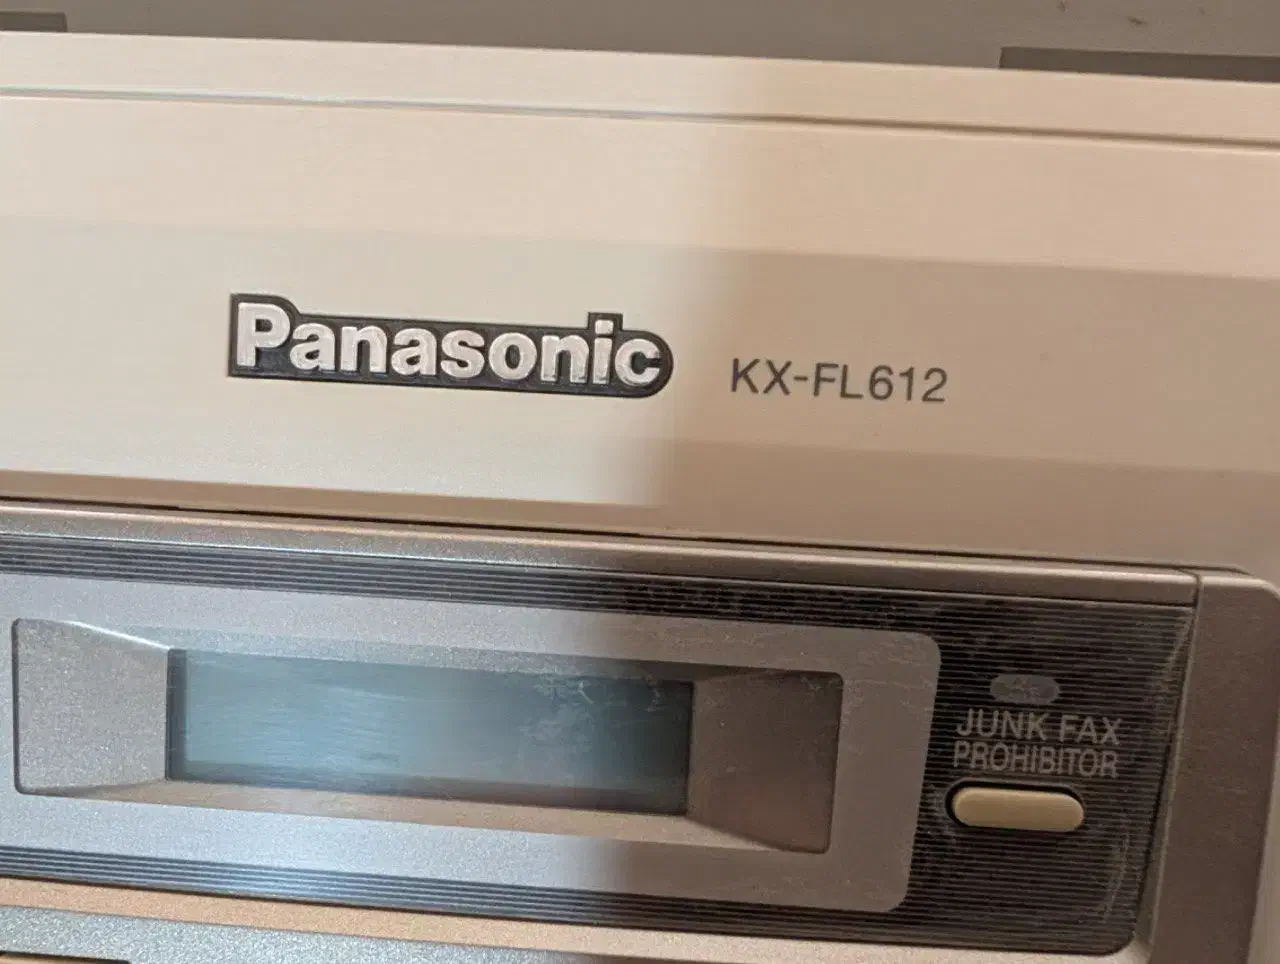 Panasonic KX-FL612
JUNK FAX
PROHIBITOR